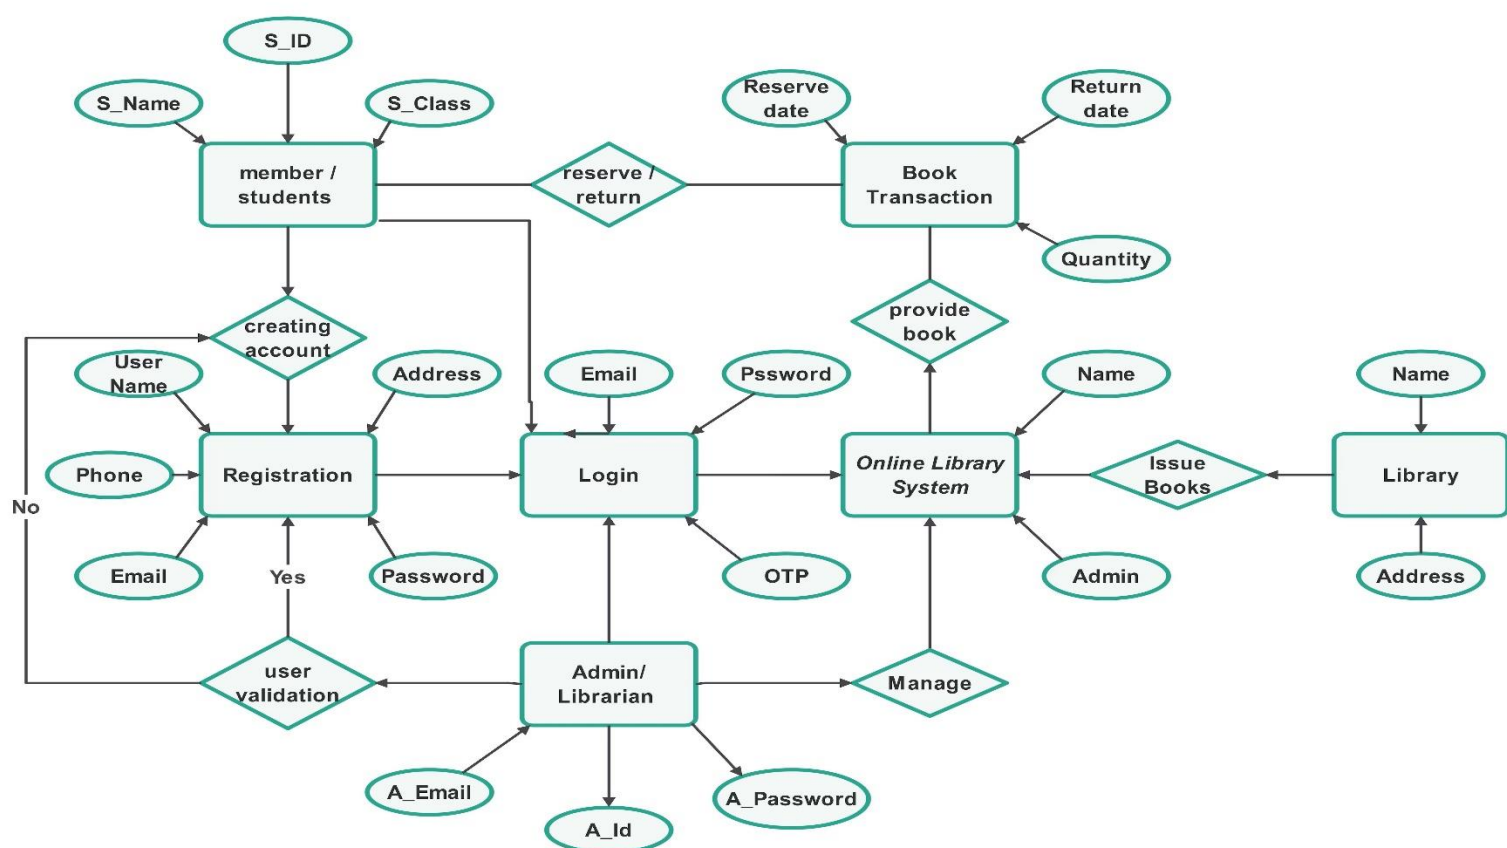 S_ID
S_Name
S_Class
Reserve
date
Return
date
member /
students
reserve /
return
Book
Transaction
Quantity
creating
account
provide
book
User
Name
Address
Email
Pssword
Name
Name
Phone
Registration
Login
Online Library
System
Issue
Books
Library
No
Email
Yes
Password
OTP
Admin
Address
user
validation
Admin/
Librarian
Manage
A_Email
A_Id
A_Password